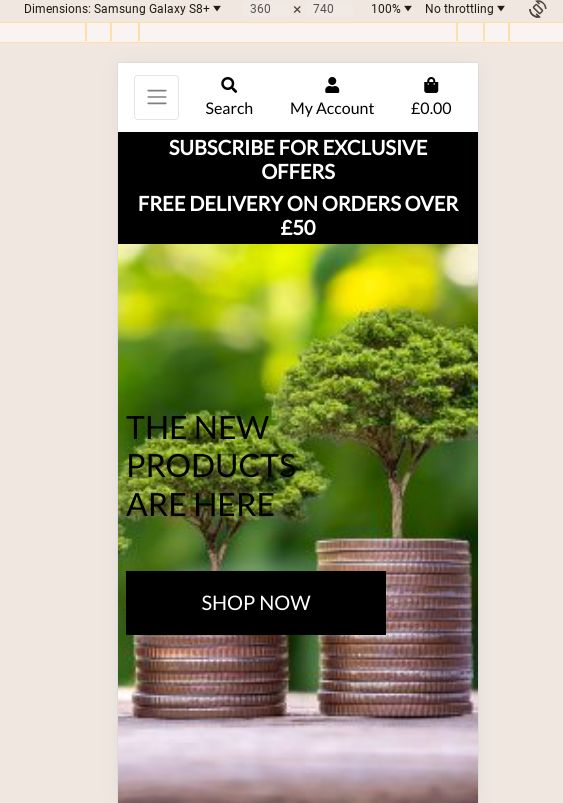 Dimensions: Samsung Galaxy S8+ 360 × 740 100% No throttling
Search My Account £0.00
SUBSCRIBE FOR EXCLUSIVE
OFFERS
FREE DELIVERY ON ORDERS OVER
£50
THE NEW
PRODUCTS
ARE HERE
SHOP NOW